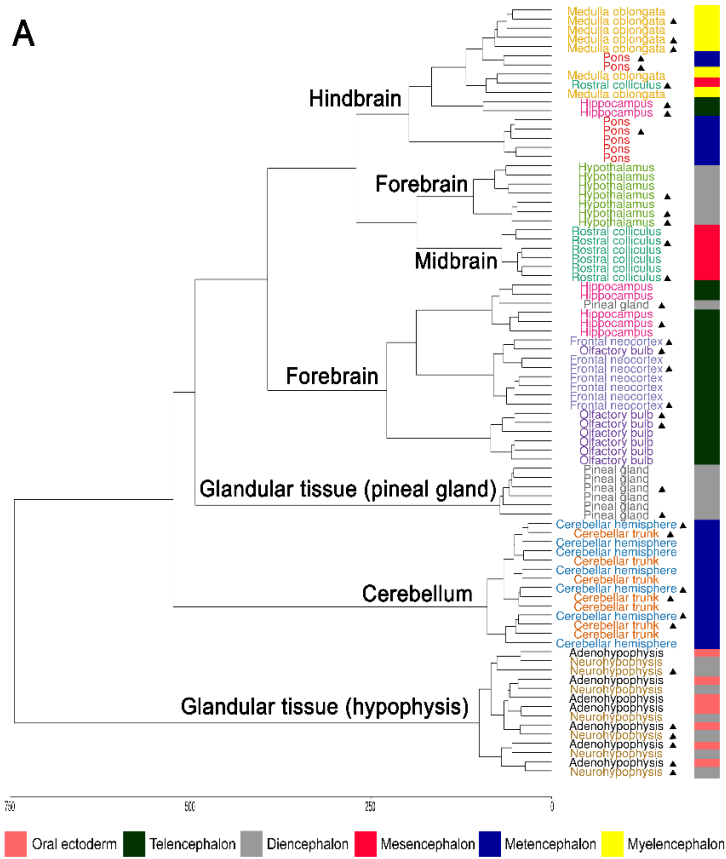 A
Medulla oblongata
Medulla oblongata ▲
Medulla oblongata
Medulla oblongata ▲
Medulla oblongata ▲
Pons ▲
Pons ▲
Medulla oblongata
Rostral colliculus ▲
Medulla oblongata
Hindbrain
Hippocampus ▲
Hippocampus ▲
Pons
Pons ▲
Pons
Pons
Pons
Hypothalamus
Hypothalamus
Forebrain
Hypothalamus
Hypothalamus ▲
Hypothalamus
Hypothalamus ▲
Hypothalamus ▲
Rostral colliculus
Rostral colliculus ▲
Rostral colliculus
Midbrain
Rostral colliculus
Rostral colliculus
Rostral colliculus ▲
Hippocampus
Hippocampus
Pineal gland ▲
Hippocampus
Hippocampus ▲
Hippocampus
Frontal neocortex ▲
Olfactory bulb ▲
Frontal neocortex
Frontal neocortex ▲
Forebrain
Frontal neocortex
Frontal neocortex
Frontal neocortex
Frontal neocortex ▲
Olfactory bulb ▲
Olfactory bulb ▲
Olfactory bulb
Olfactory bulb
Olfactory bulb
Olfactory bulb
Pineal gland
Pineal gland
Glandular tissue (pineal gland)
Pineal gland ▲
Pineal gland
Pineal gland
Pineal gland ▲
Cerebellar hemisphere ▲
Cerebellar trunk ▲
Cerebellar hemisphere
Cerebellar hemisphere
Cerebellar trunk
Cerebellar hemisphere
Cerebellar trunk
Cerebellum
Cerebellar hemisphere ▲
Cerebellar trunk ▲
Cerebellar trunk
Cerebellar hemisphere ▲
Cerebellar trunk ▲
Cerebellar trunk
Cerebellar hemisphere
Adenohypophysis
Neurohypophysis
Neurohypophysis ▲
Adenohypophysis
Neurohypophysis
Adenohypophysis
Glandular tissue (hypophysis)
Adenohypophysis
Neurohypophysis
Adenohypophysis ▲
Neurohypophysis ▲
Adenohypophysis ▲
Neurohypophysis
Adenohypophysis ▲
Neurohypophysis ▲
750 500 250 0
Oral ectoderm Telencephalon Diencephalon Mesencephalon Metencephalon Myelencephalon